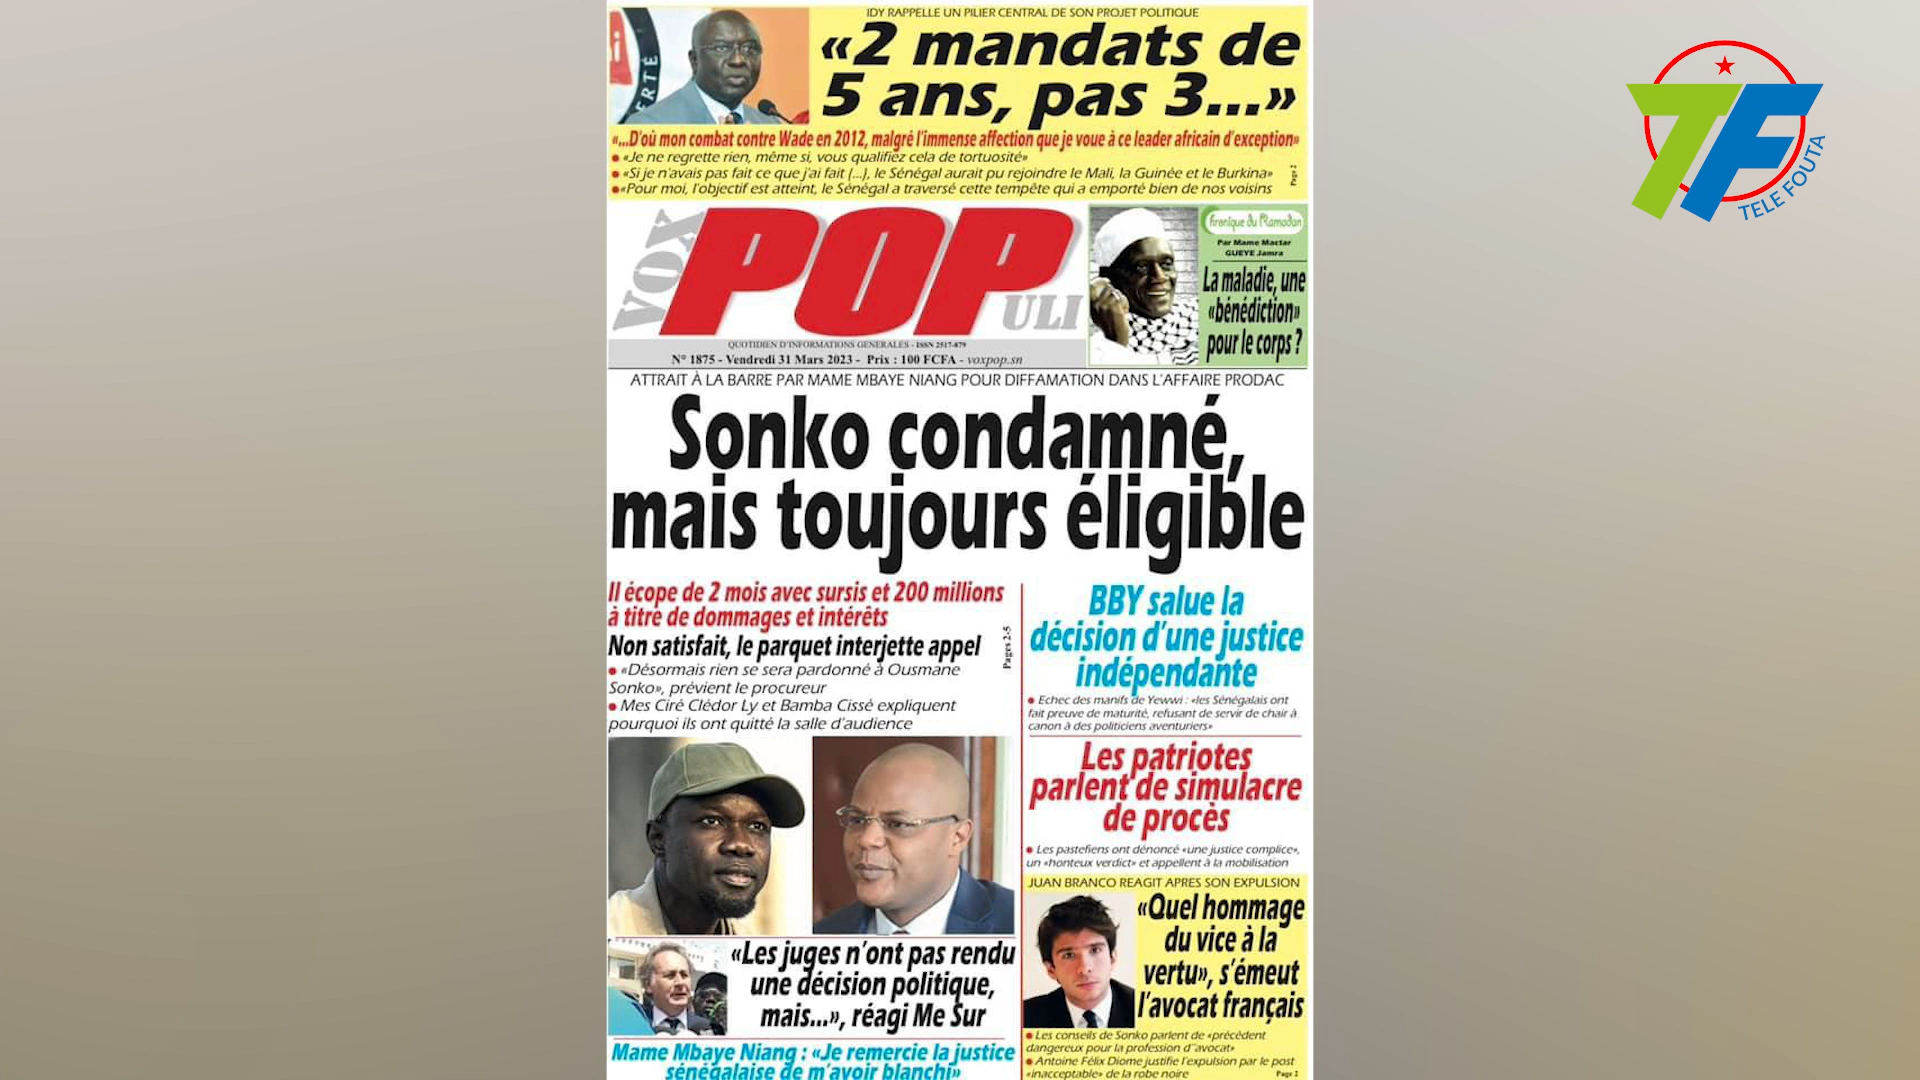 IDY RAPPELLE UN PILIER CENTRAL DE SON PROJET POLITIQUE
«2 mandats de
5 ans, pas 3...»
«...D'où mon combat contre Wade en 2012, malgré l'immense affection que je voue à ce leader africain d'exception»
«Je ne regrette rien, même si, vous qualifiez cela de tortuosité»
«Si je n'avais pas fait ce que j'ai fait (...), le Sénégal aurait pu rejoindre le Mali, la Guinée et le Burkina»
«Pour moi, l'objectif est atteint, le Sénégal a traversé cette tempête qui a emporté bien de nos voisins
Page 2
ERTÉ
TF
TELE FOUTA
VOX POPULI
QUOTIDIEN D'INFORMATIONS GENERALES - ISSN 2517-879
N° 1875 - Vendredi 31 Mars 2023 - Prix : 100 FCFA - voxpop.sn
du Ramadan
Par Mame Mactar
GUEYE Jamra
La maladie, une
«bénédiction»
pour le corps ?
ATTRAIT À LA BARRE PAR MAME MBAYE NIANG POUR DIFFAMATION DANS L'AFFAIRE PRODAC
Sonko condamné,
mais toujours éligible
Il écope de 2 mois avec sursis et 200 millions
à titre de dommages et intérêts
Non satisfait, le parquet interjette appel
«Désormais rien se sera pardonné à Ousmane
Sonko», prévient le procureur
Mes Ciré Clédor Ly et Bamba Cissé expliquent
pourquoi ils ont quitté la salle d'audience
Pages 2-5
«Les juges n'ont pas rendu
une décision politique,
mais...», réagi Me Sur
Mame Mbaye Niang : «Je remercie la justice
sénégalaise de m'avoir blanchi»
BBY salue la
décision d'une justice
indépendante
Echec des manifs de Yewwi : «les Sénégalais ont
fait preuve de maturité, refusant de servir de chair à
canon à des politiciens aventuriers»
Les patriotes
parlent de simulacre
de procès
Les pastefiens ont dénoncé «une justice complice»,
un «honteux verdict» et appellent à la mobilisation
JUAN BRANCO REAGIT APRES SON EXPULSION
«Quel hommage
du vice à la
vertu», s'émeut
l'avocat français
Les conseils de Sonko parlent de «précédent
dangereux pour la profession d'avocat»
Antoine Félix Diome justifie l'expulsion par le post
«inacceptable» de la robe noire
Page 2